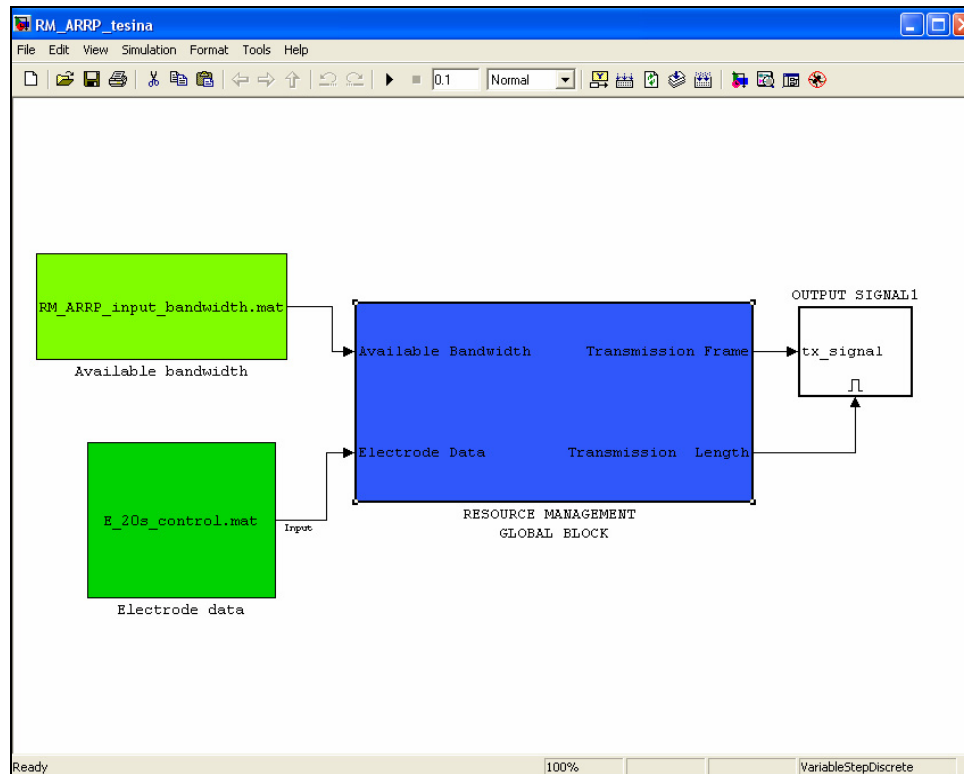 RM_ARRP_tesina
File Edit View Simulation Format Tools Help
0.1 Normal
OUTPUT SIGNAL1
RM_ARRP_input_bandwidth.mat
Available bandwidth
Available Bandwidth Transmission Frame
tx_signal
Electrode Data Transmission Length
E_20s_control.mat
Input
RESOURCE MANAGEMENT
GLOBAL BLOCK
Electrode data
Ready 100% VariableStepDiscrete